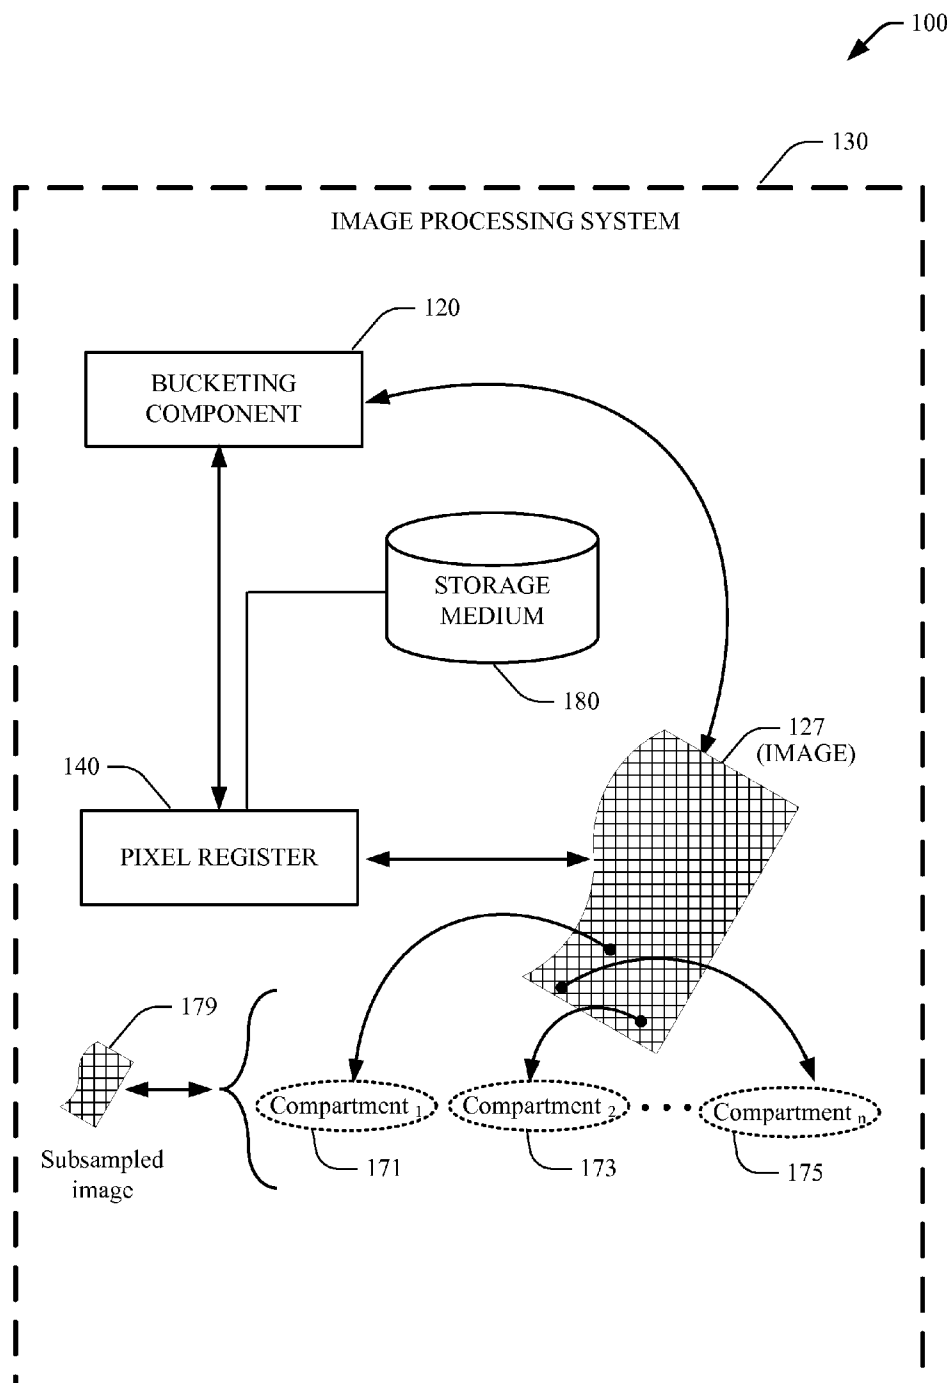 100
130
IMAGE PROCESSING SYSTEM
120
BUCKETING
COMPONENT
STORAGE
MEDIUM
180
127
(IMAGE)
140
PIXEL REGISTER
179
Compartment 1
Compartment 2
Compartment n
171
173
175
Subsampled
image